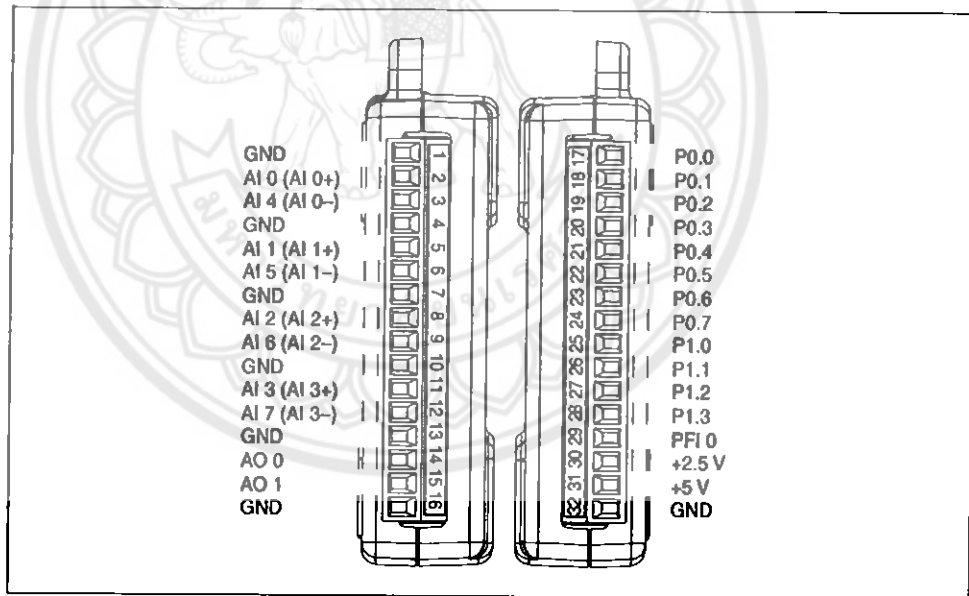 GND 1
AI 0 (AI 0+) 2
AI 4 (AI 0–) 3
GND 4
AI 1 (AI 1+) 5
AI 5 (AI 1–) 6
GND 7
AI 2 (AI 2+) 8
AI 6 (AI 2–) 9
GND 10
AI 3 (AI 3+) 11
AI 7 (AI 3–) 12
GND 13
AO 0 14
AO 1 15
GND 16
17 P0.0
18 P0.1
19 P0.2
20 P0.3
21 P0.4
22 P0.5
23 P0.6
24 P0.7
25 P1.0
26 P1.1
27 P1.2
28 P1.3
29 PFI 0
30 +2.5 V
31 +5 V
32 GND